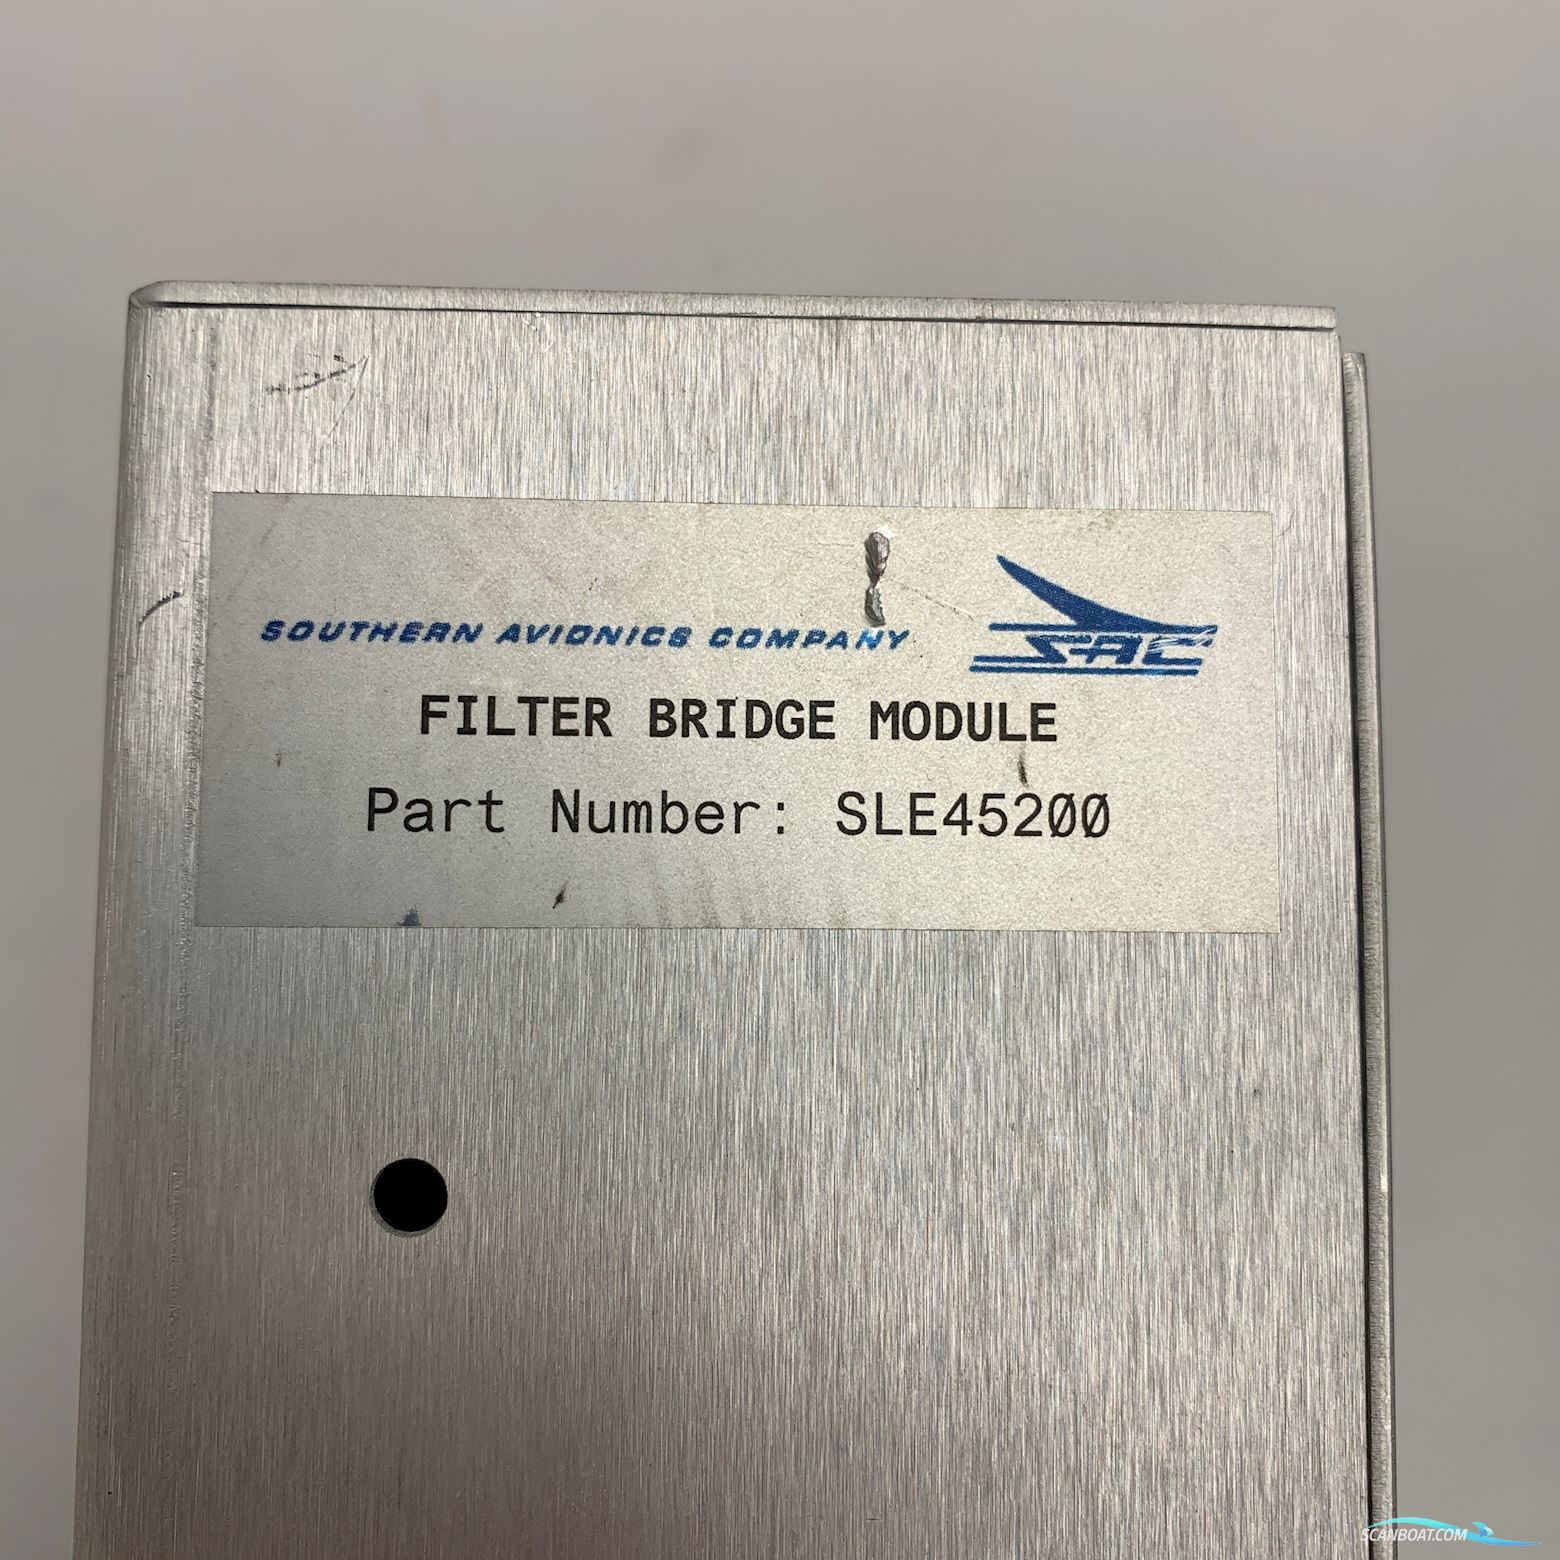 SOUTHERN AVIONICS COMPANY
SAC
FILTER BRIDGE MODULE
Part Number: SLE45200
SCANBOAT.COM